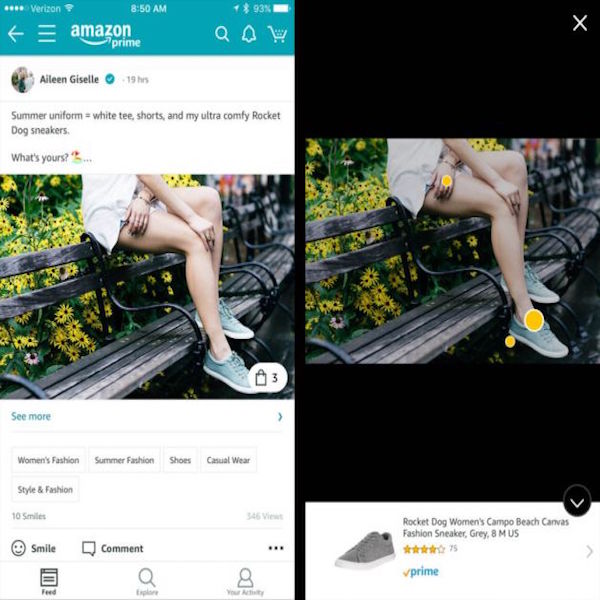 Verizon
8:50 AM
93%
amazon
prime
Aileen Giselle
· 19 hrs
Summer uniform = white tee, shorts, and my ultra comfy Rocket
Dog sneakers.
What's yours? 🏖️...
3
See more
Women's Fashion
Summer Fashion
Shoes
Casual Wear
Style & Fashion
10 Smiles
346 Views
Smile
Comment
Feed
Explore
Your Activity
Rocket Dog Women's Campo Beach Canvas
Fashion Sneaker, Grey, 8 M US
75
prime